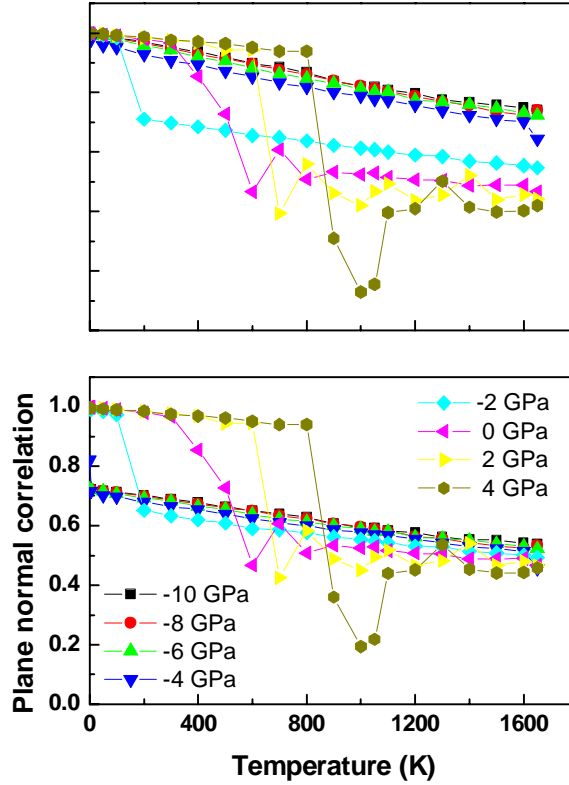 1.0
0.8
0.6
0.4
0.2
0.0
Plane normal correlation
-2 GPa
0 GPa
2 GPa
4 GPa
-10 GPa
-8 GPa
-6 GPa
-4 GPa
0
400
800
1200
1600
Temperature (K)